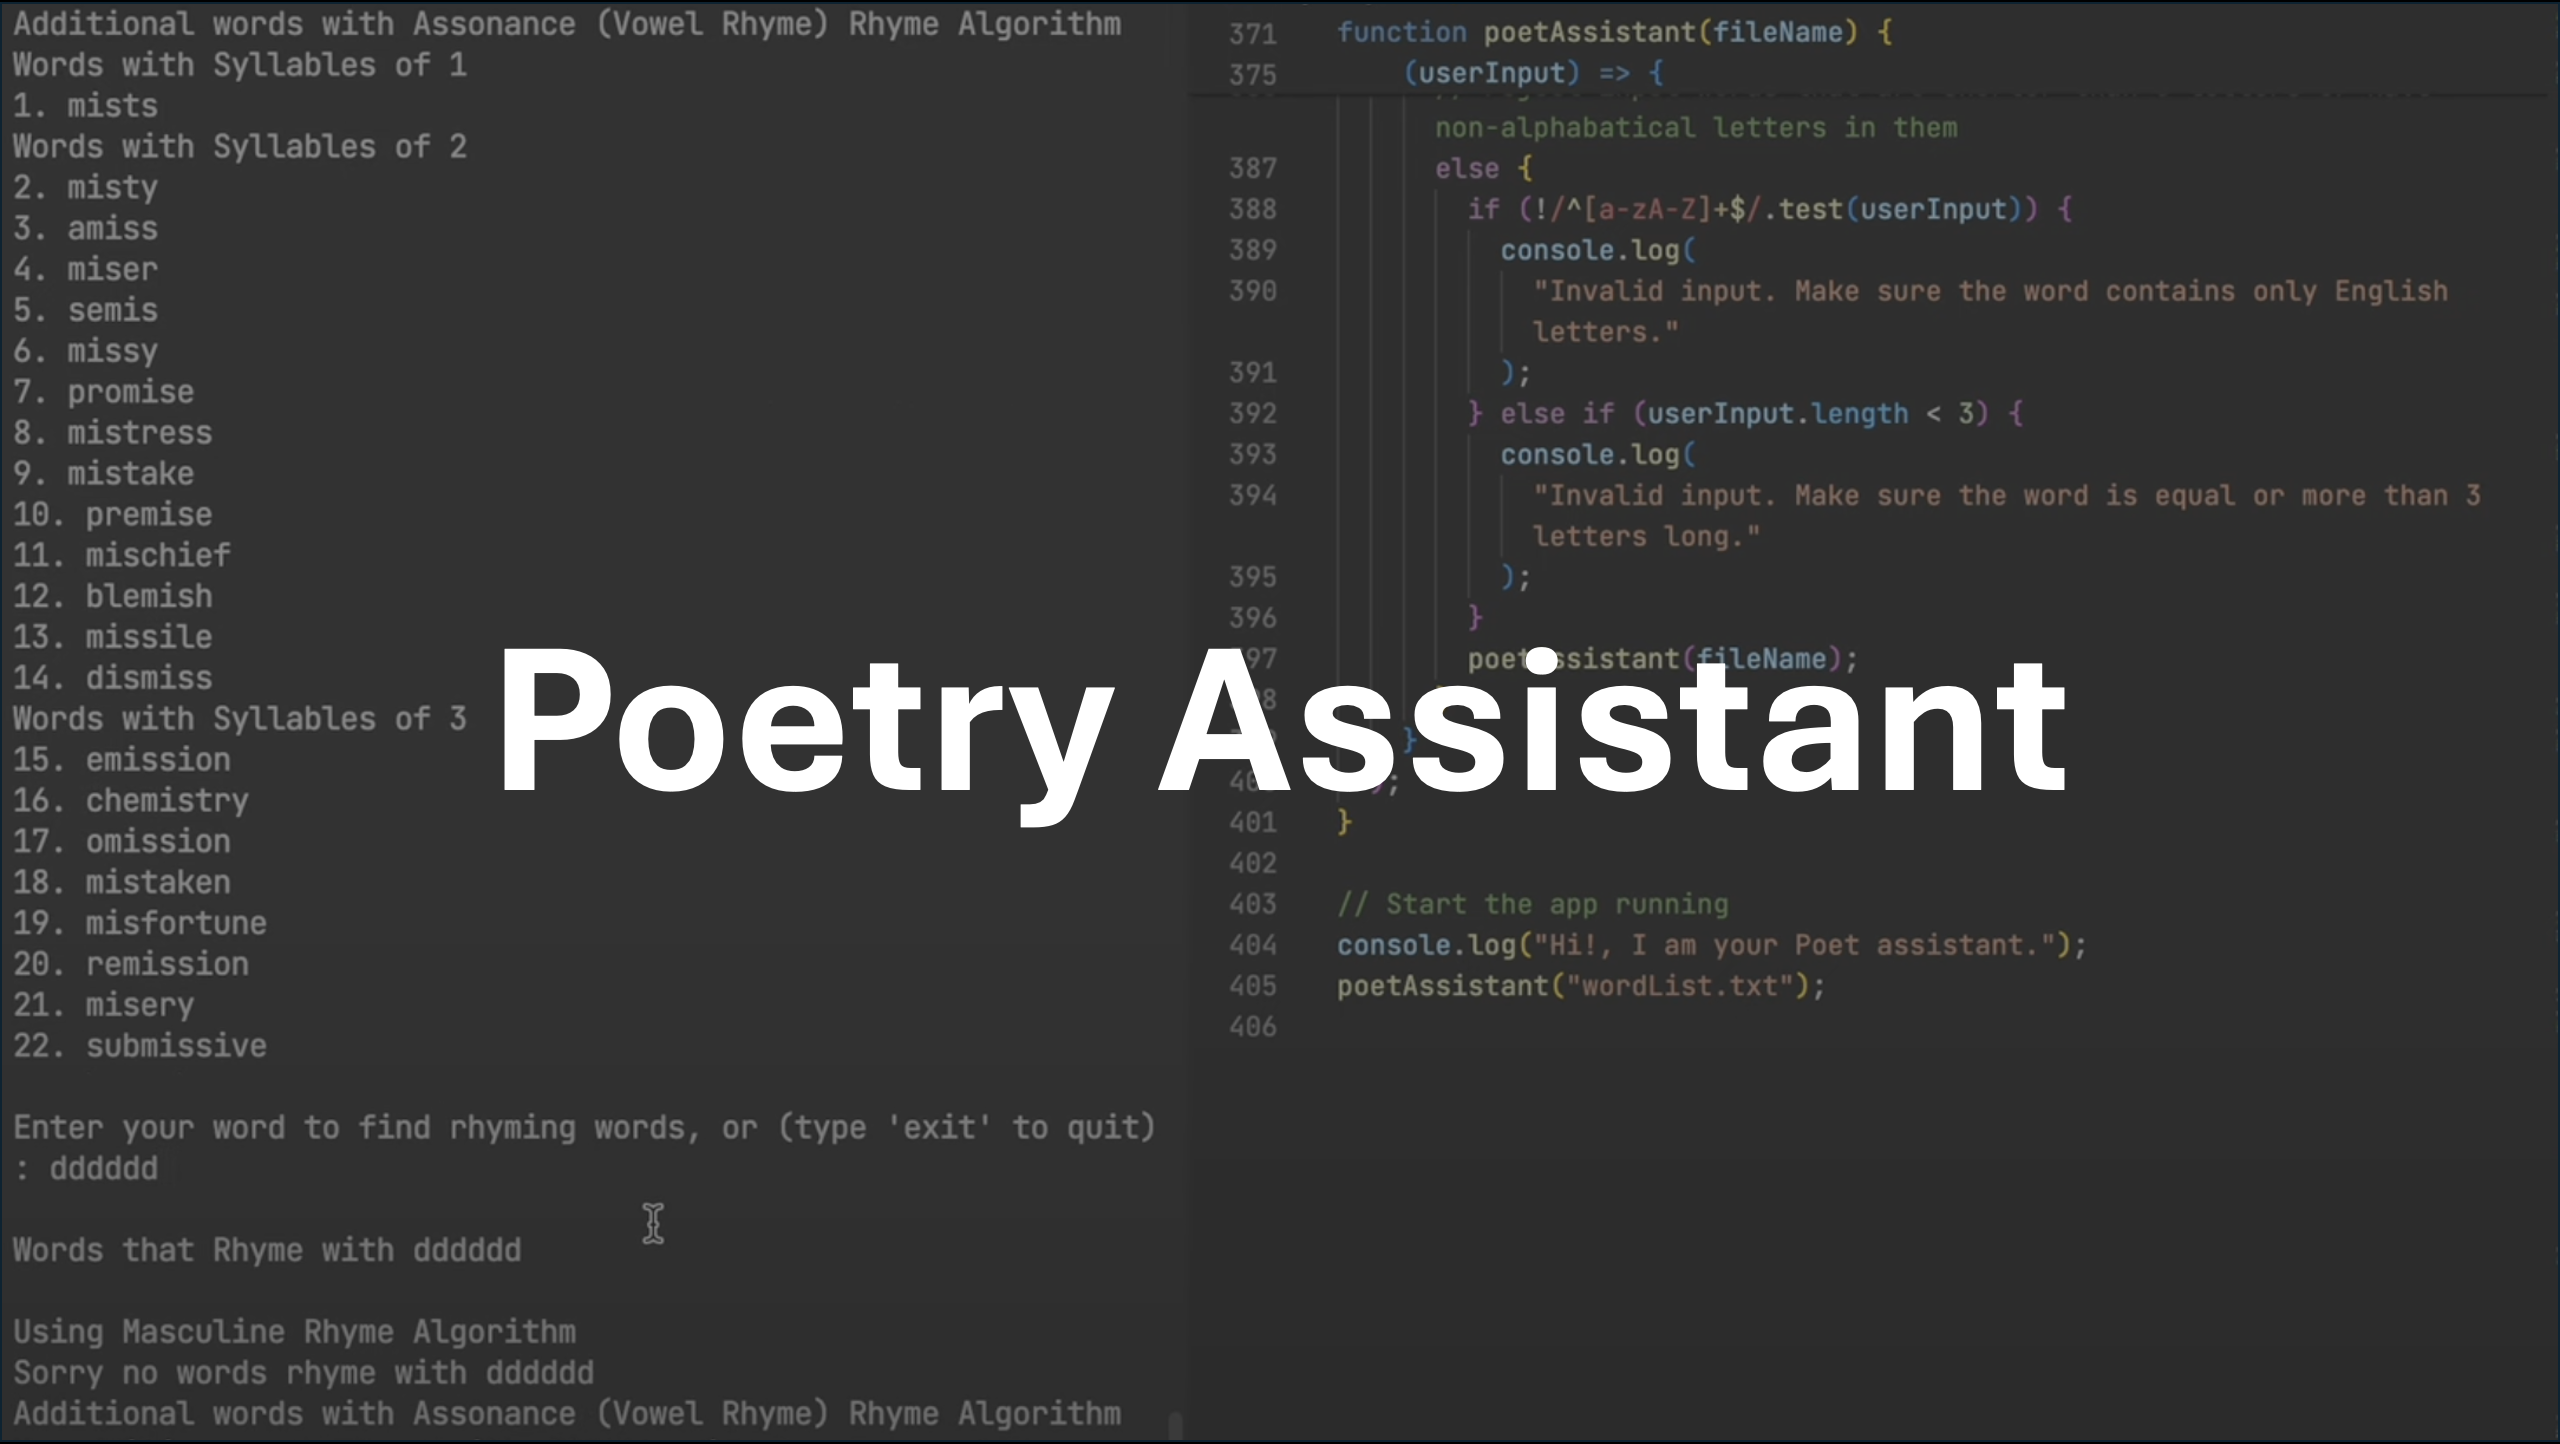 Additional words with Assonance (Vowel Rhyme) Rhyme Algorithm
Words with Syllables of 1
1. mists
Words with Syllables of 2
2. misty
3. amiss
4. miser
5. semis
6. missy
7. promise
8. mistress
9. mistake
10. premise
11. mischief
12. blemish
13. missile
14. dismiss
Words with Syllables of 3
15. emission
16. chemistry
17. omission
18. mistaken
19. misfortune
20. remission
21. misery
22. submissive
Enter your word to find rhyming words, or (type 'exit' to quit)
: dddddd
Words that Rhyme with dddddd
Using Masculine Rhyme Algorithm
Sorry no words rhyme with dddddd
Additional words with Assonance (Vowel Rhyme) Rhyme Algorithm
Poetry Assistant
371 function poetAssistant(fileName) {
375 (userInput) => {
non-alphabatical letters in them
387 else {
388 if (!/^[a-zA-Z]+$/.test(userInput)) {
389 console.log(
390 "Invalid input. Make sure the word contains only English
letters."
391 );
392 } else if (userInput.length < 3) {
393 console.log(
394 "Invalid input. Make sure the word is equal or more than 3
letters long."
395 );
396 }
poetAssistant(fileName);
}
401 }
402
403 // Start the app running
404 console.log("Hi!, I am your Poet assistant.");
405 poetAssistant("wordList.txt");
406